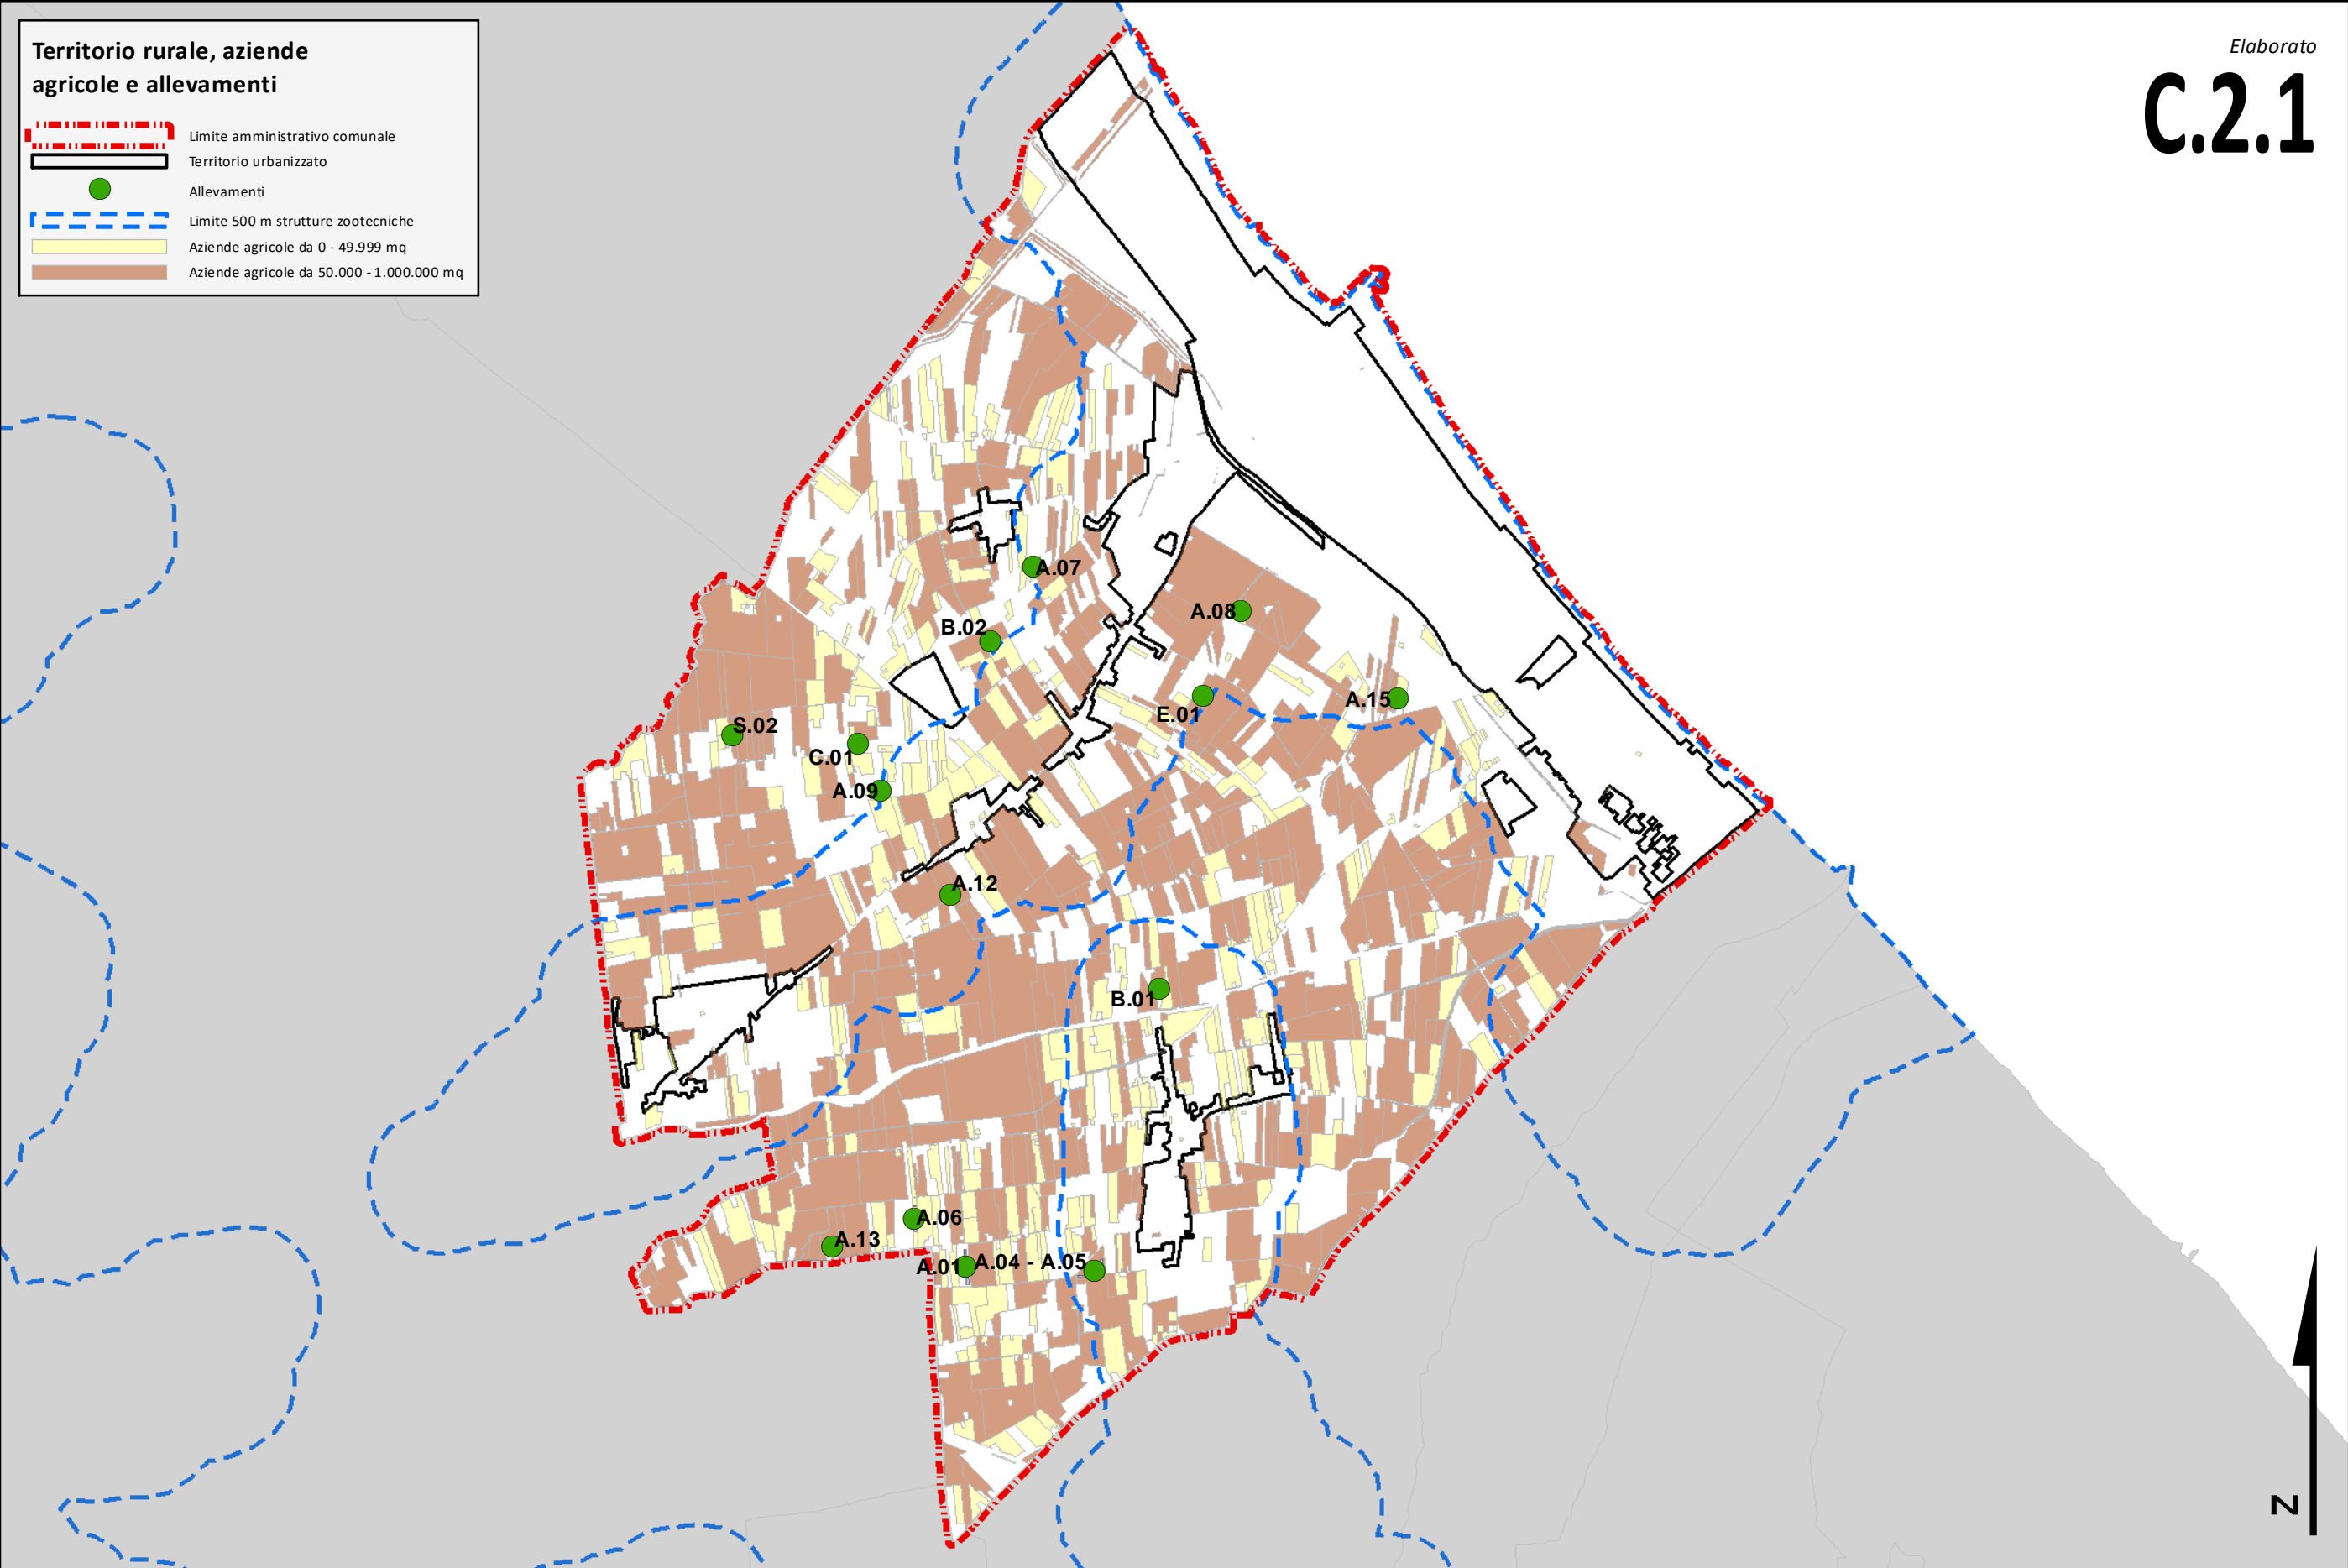 Territorio rurale, aziende
agricole e allevamenti
Limite amministrativo comunale
Territorio urbanizzato
Allevamenti
Limite 500 m strutture zootecniche
Aziende agricole da 0 - 49.999 mq
Aziende agricole da 50.000 - 1.000.000 mq
Elaborato
C.2.1
A.07
A.08
B.02
A.15
E.01
S.02
C.01
A.09
A.12
B.01
A.06
A.13
A.01
A.04 - A.05
N